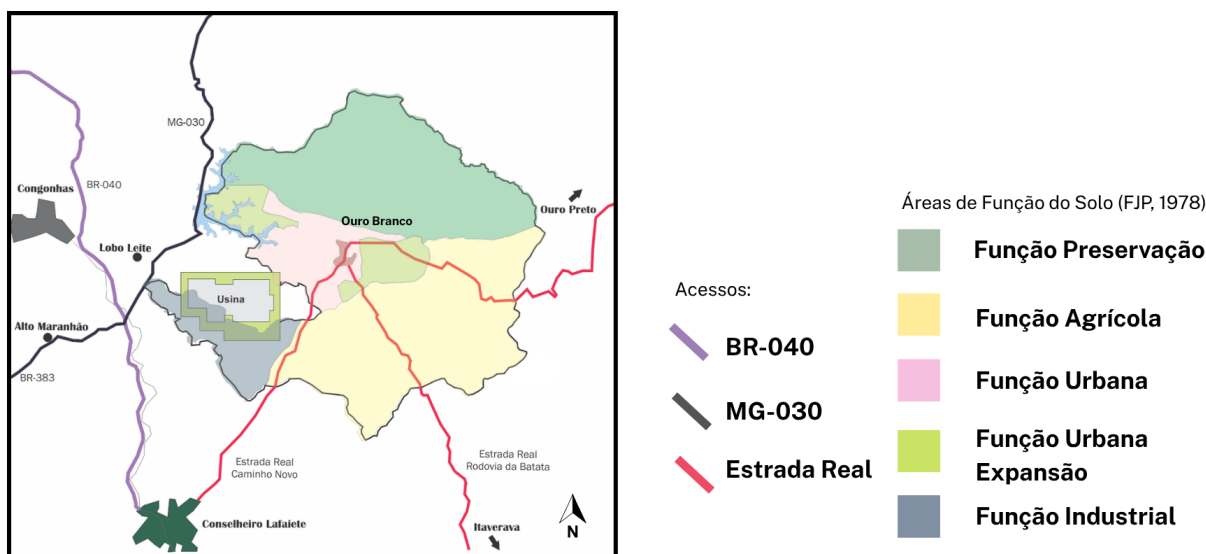 MG-030
BR-040
Congonhas
Ouro Preto
Ouro Branco
Lobo Leite
Usina
Alto Maranhão
BR-383
Estrada Real
Caminho Novo
Estrada Real
Rodovia da Batata
Conselheiro Lafaiete
Itaverava
N
Acessos:
BR-040
MG-030
Estrada Real
Áreas de Função do Solo (FJP, 1978)
Função Preservação
Função Agrícola
Função Urbana
Função Urbana
Expansão
Função Industrial